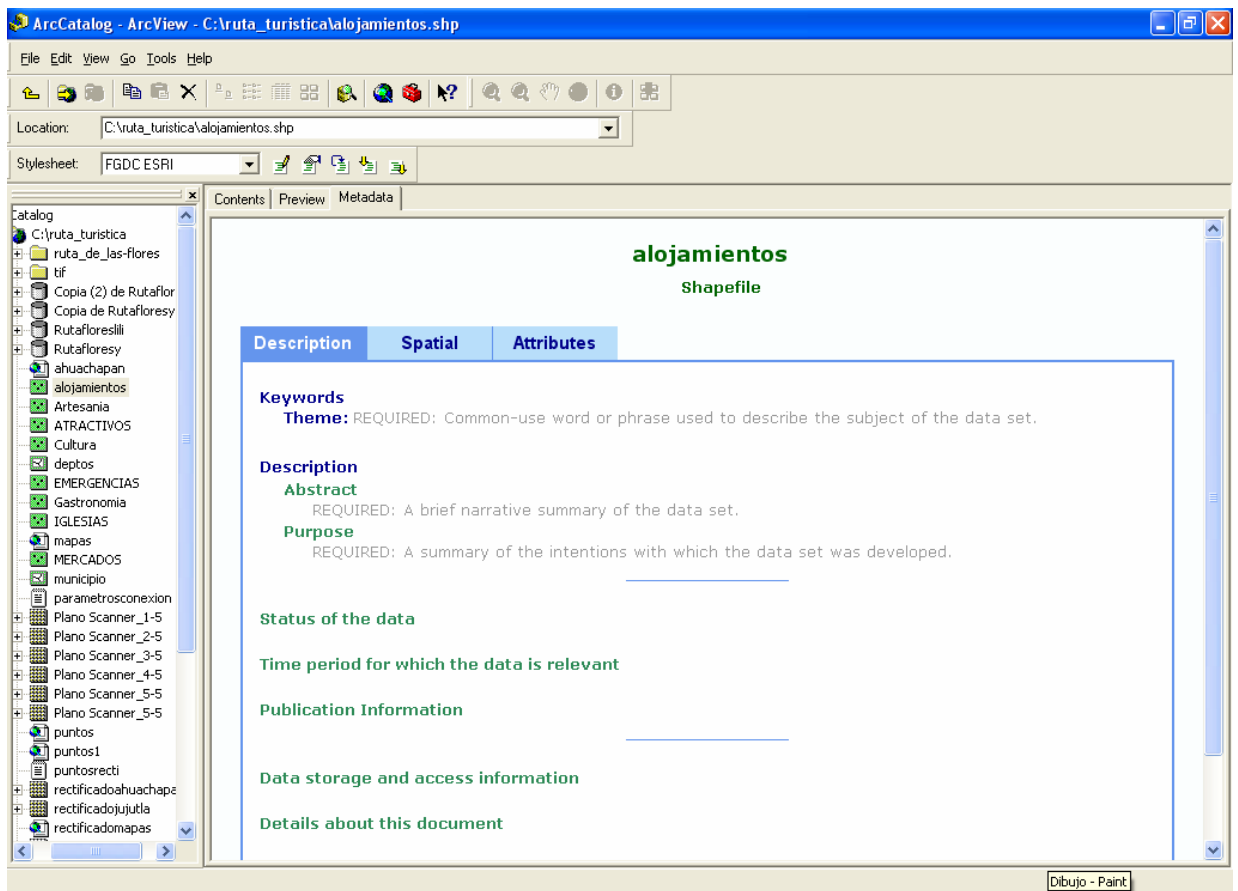 ArcCatalog - ArcView - C:\ruta_turistica\alojamientos.shp
File Edit View Go Tools Help
Location: C:\ruta_turistica\alojamientos.shp
Stylesheet: FGDC ESRI
Contents Preview Metadata
Catalog
C:\ruta_turistica
ruta_de_las-flores
tif
Copia (2) de Rutaflor
Copia de Rutafloresy
Rutafloreslili
Rutafloresy
ahuachapan
alojamientos
Artesania
ATRACTIVOS
Cultura
deptos
EMERGENCIAS
Gastronomia
IGLESIAS
mapas
MERCADOS
municipio
parametrosconexion
Plano Scanner_1-5
Plano Scanner_2-5
Plano Scanner_3-5
Plano Scanner_4-5
Plano Scanner_5-5
Plano Scanner_5-5
puntos
puntos1
puntosrecti
rectificadoahuachapa
rectificadojujutla
rectificadomapas
alojamientos
Shapefile
Description Spatial Attributes
Keywords
Theme: REQUIRED: Common-use word or phrase used to describe the subject of the data set.
Description
Abstract
REQUIRED: A brief narrative summary of the data set.
Purpose
REQUIRED: A summary of the intentions with which the data set was developed.
Status of the data
Time period for which the data is relevant
Publication Information
Data storage and access information
Details about this document
Dibujo - Paint